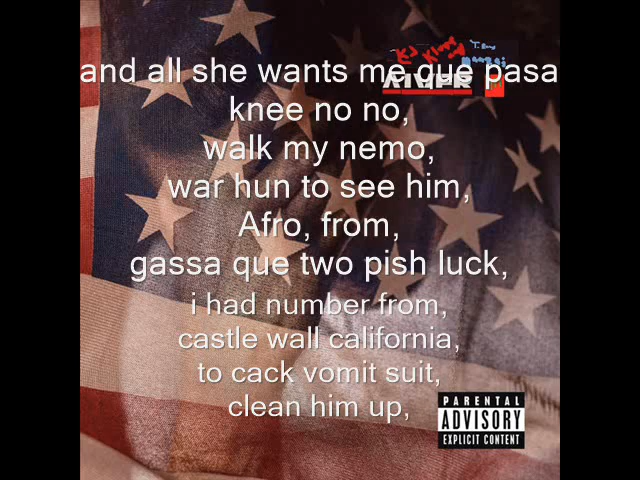 and all she wants me que pasa
knee no no,
walk my nemo,
war hun to see him,
Afro, from,
gassa que two pish luck,
i had number from,
castle wall california,
to cack vomit suit,
clean him up,
PARENTAL
ADVISORY
EXPLICIT CONTENT